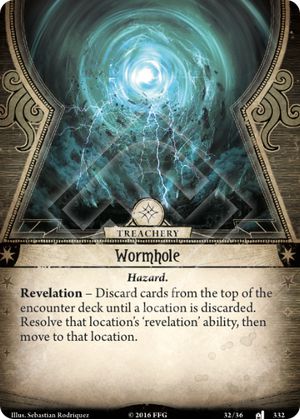 TREACHERY
Wormhole
Hazard.
Revelation – Discard cards from the top of the
encounter deck until a location is discarded.
Resolve that location's 'revelation' ability, then
move to that location.
Illus. Sebastian Rodriguez
© 2016 FFG
32/36
332